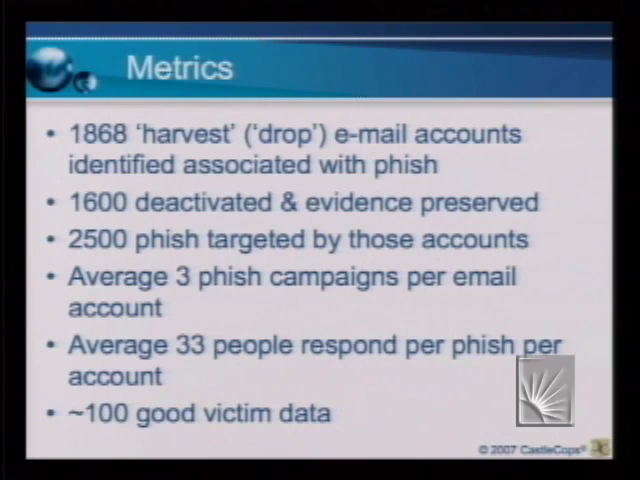 Metrics
• 1868 ‘harvest’ (‘drop’) e-mail accounts
identified associated with phish
• 1600 deactivated & evidence preserved
• 2500 phish targeted by those accounts
• Average 3 phish campaigns per email
account
• Average 33 people respond per phish per
account
• ~100 good victim data
© 2007 CastleCops®